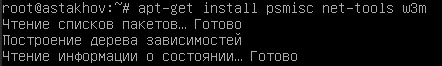 root@astakhov:~# apt-get install psmisc net-tools w3m
Чтение списков пакетов… Готово
Построение дерева зависимостей
Чтение информации о состоянии… Готово